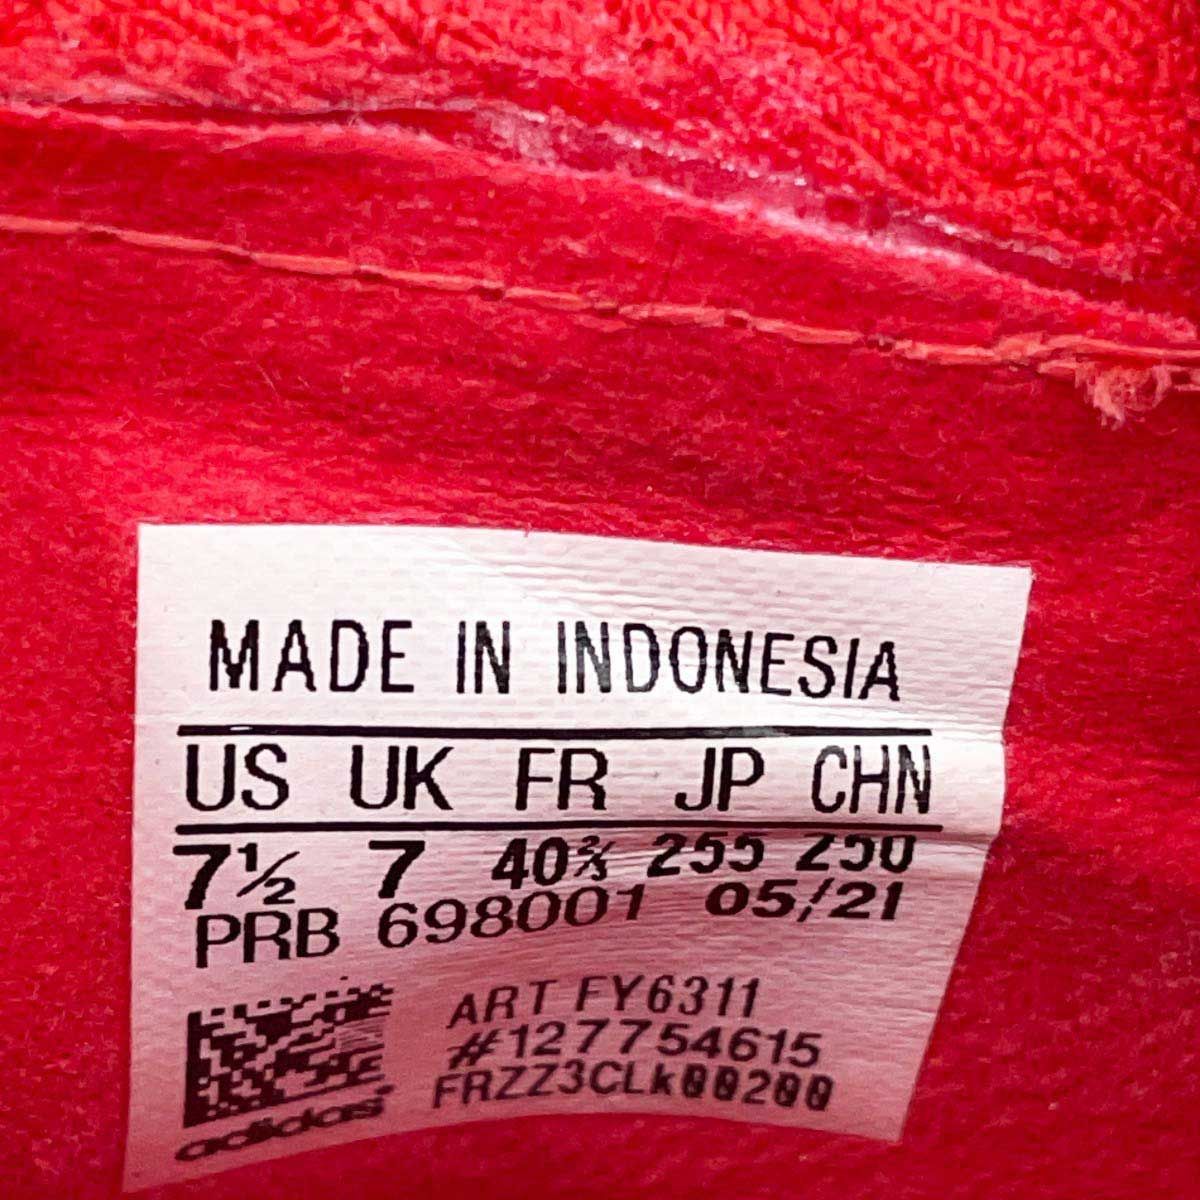 MADE IN INDONESIA
US UK FR JP CHN
7½ 7 40⅔ 255 250
PRB 698001 05/21
ART FY6311
#127754615
FRZZ3CLk00200
adidas